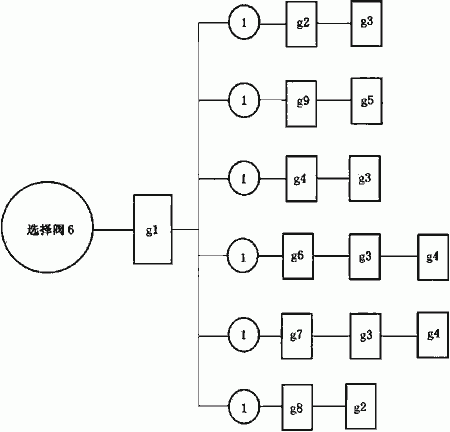 1 g2 g3
1 g9 g5
1 g4 g3
选择阀6 g1
1 g6 g3 g4
1 g7 g3 g4
1 g8 g2